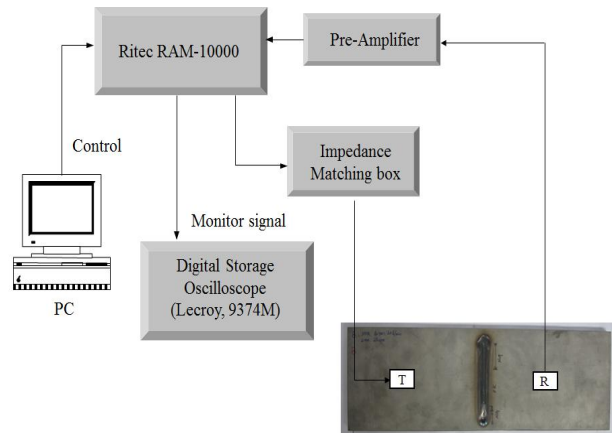 Ritec RAM-10000
Pre-Amplifier
Control
Impedance
Matching box
Monitor signal
Digital Storage
Oscilloscope
(Lecroy, 9374M)
PC
T
R